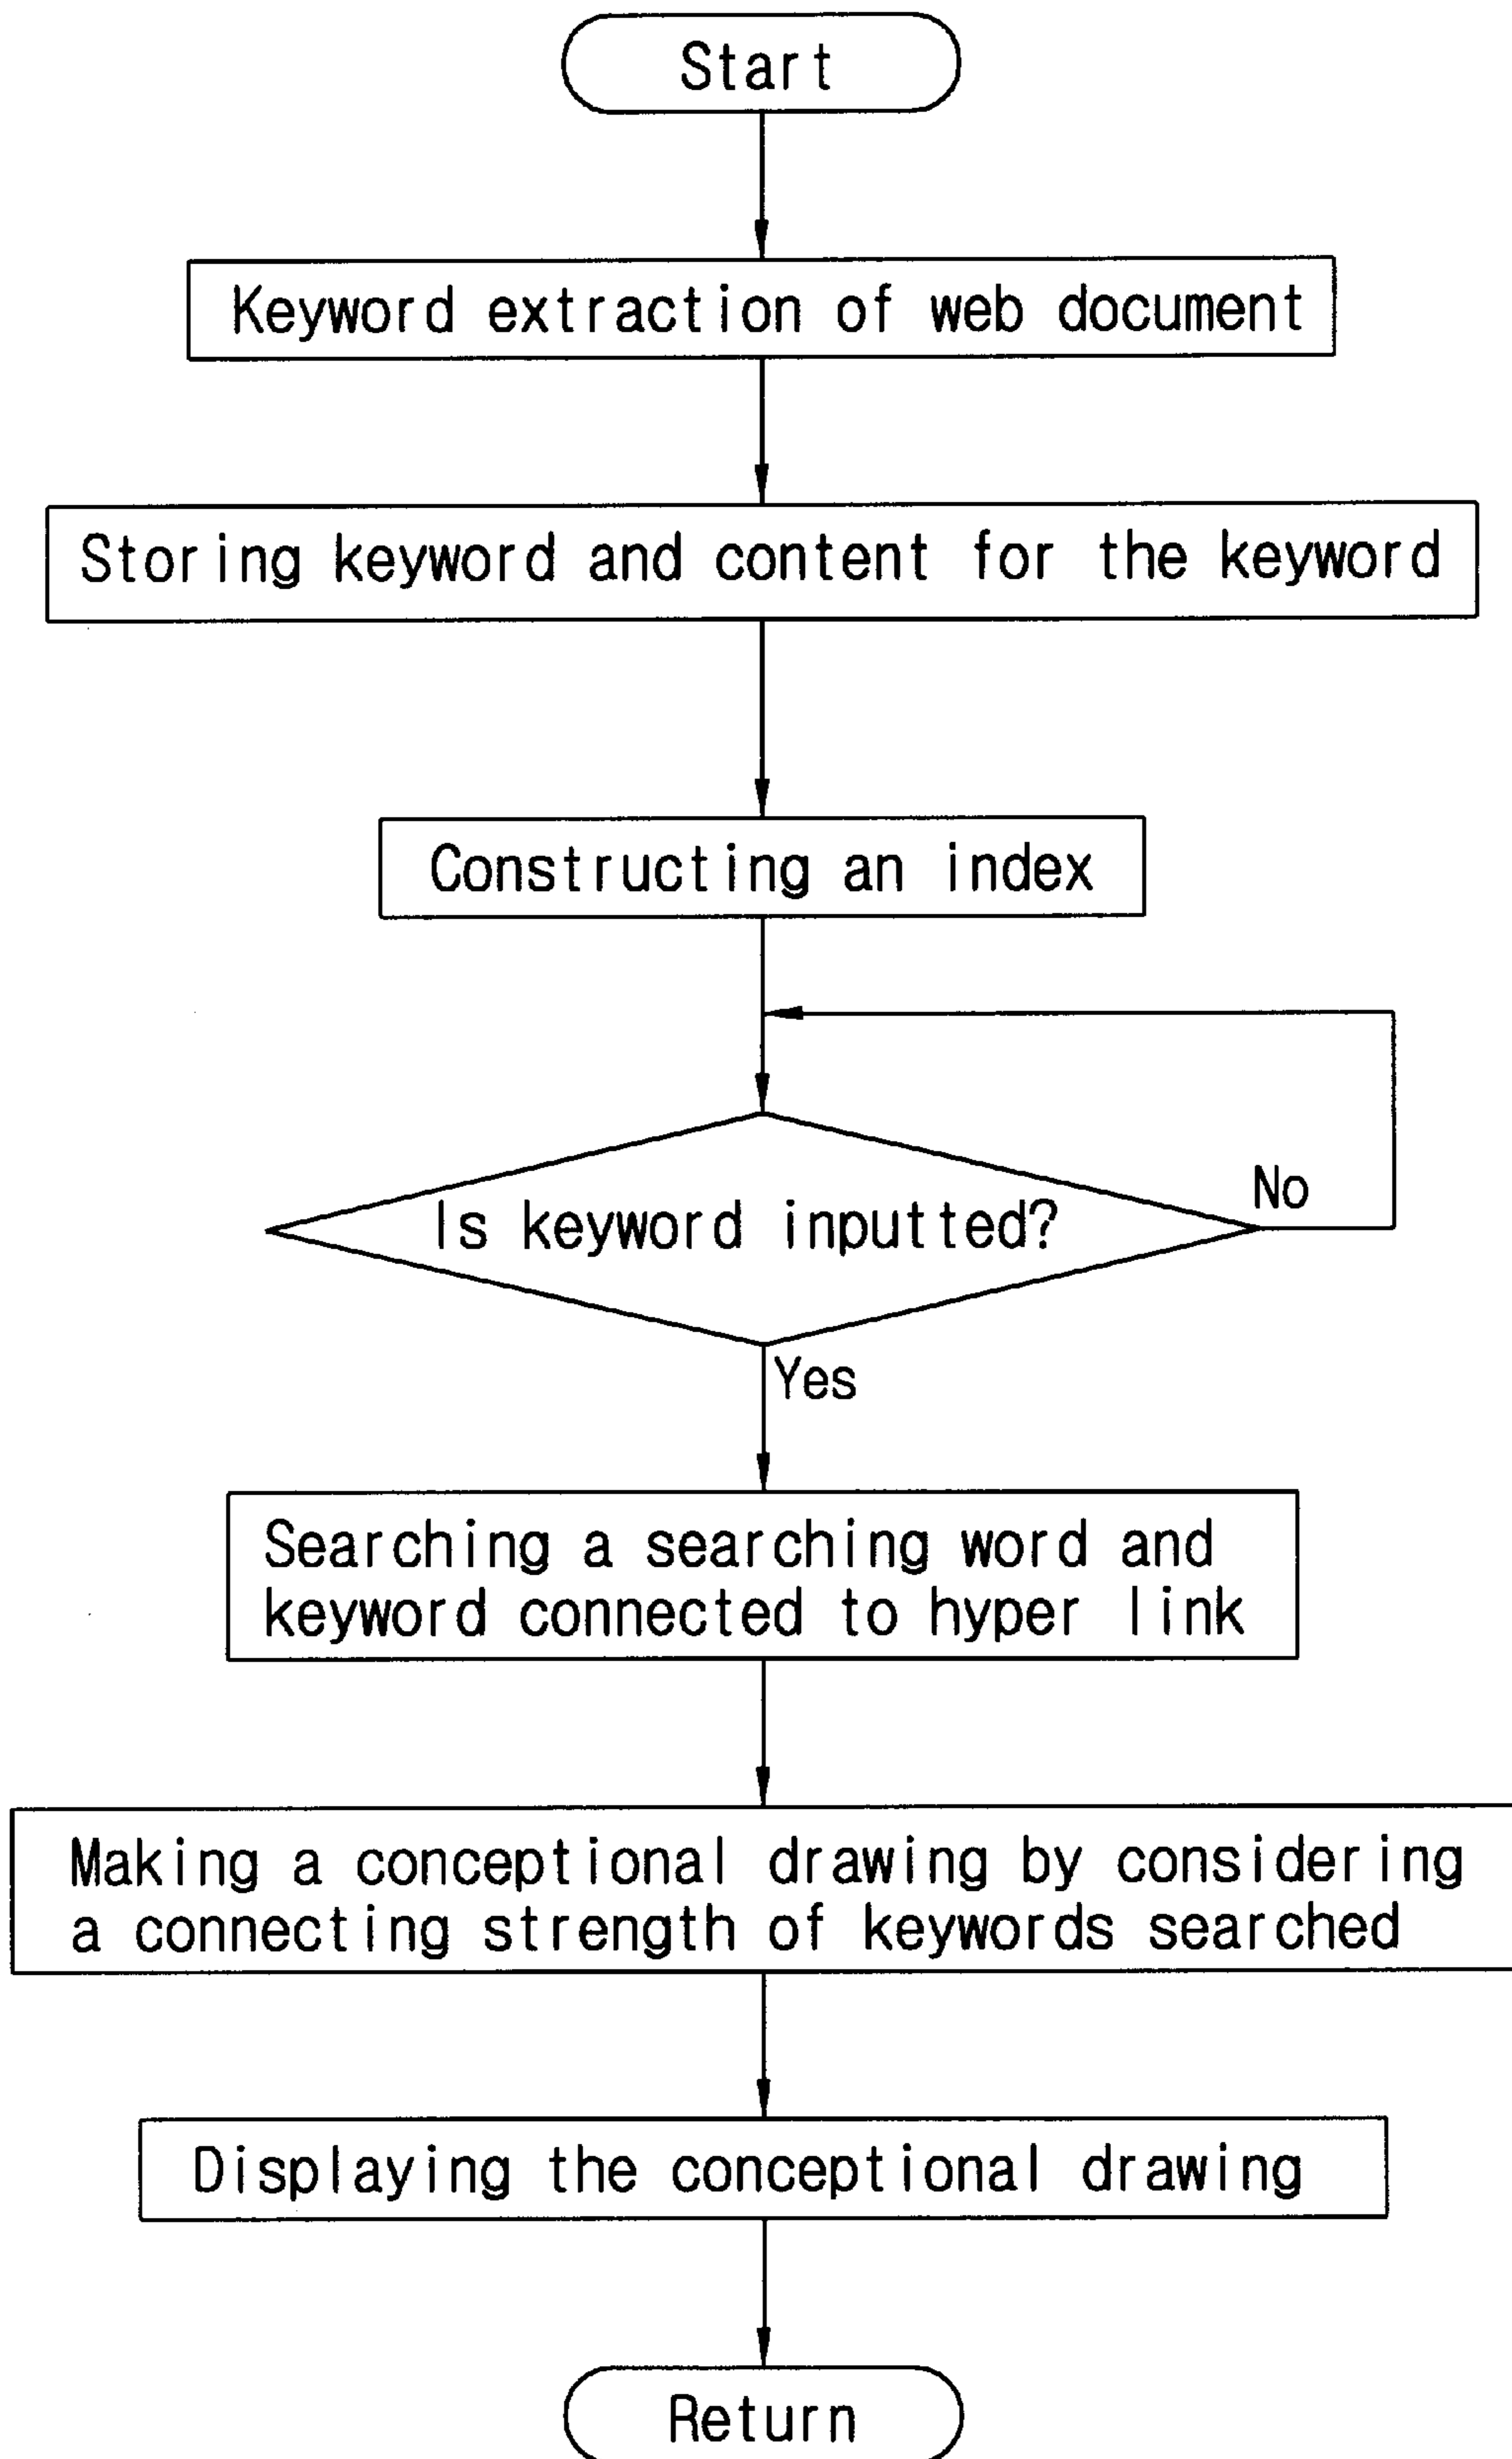 Start
Keyword extraction of web document
Storing keyword and content for the keyword
Constructing an index
Is keyword inputted?
No
Yes
Searching a searching word and
keyword connected to hyper link
Making a conceptional drawing by considering
a connecting strength of keywords searched
Displaying the conceptional drawing
Return